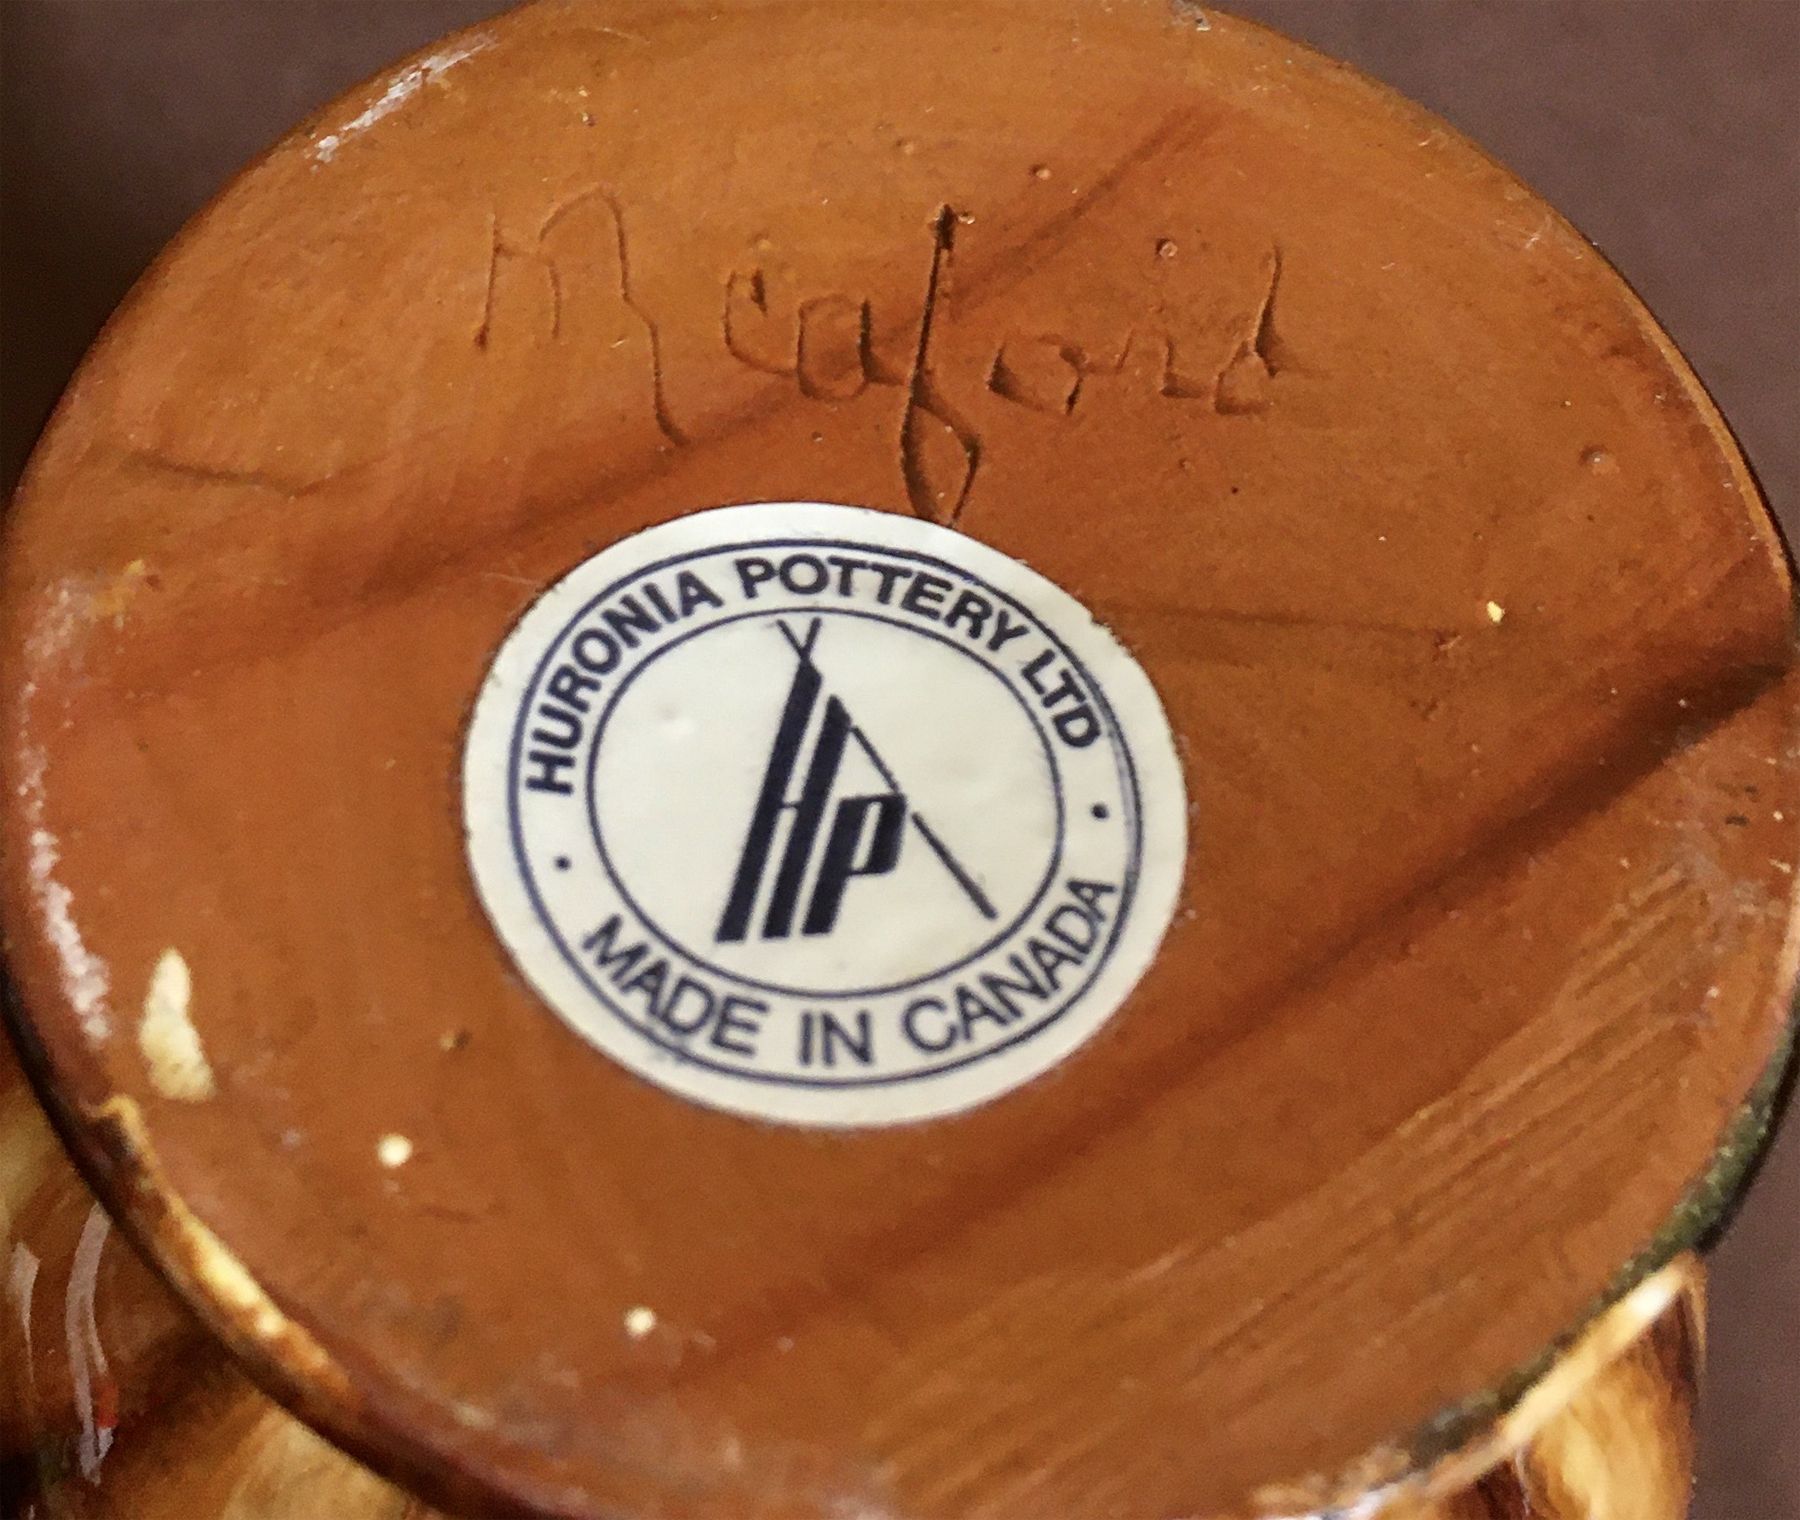 Meaford
HURONIA POTTERY LTD
HP
• MADE IN CANADA •